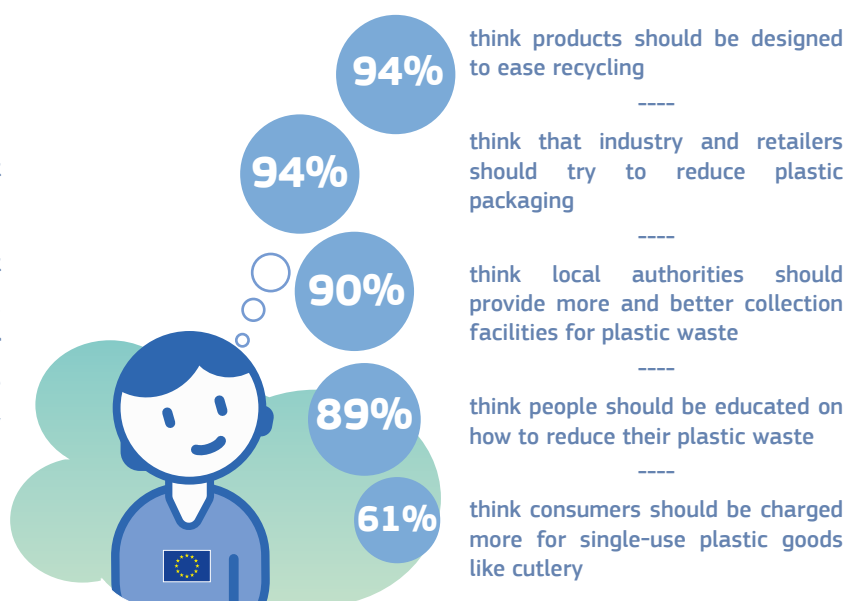 94%
think products should be designed
to ease recycling
----
94%
think that industry and retailers
should try to reduce plastic
packaging
----
90%
think local authorities should
provide more and better collection
facilities for plastic waste
----
89%
think people should be educated on
how to reduce their plastic waste
----
61%
think consumers should be charged
more for single-use plastic goods
like cutlery